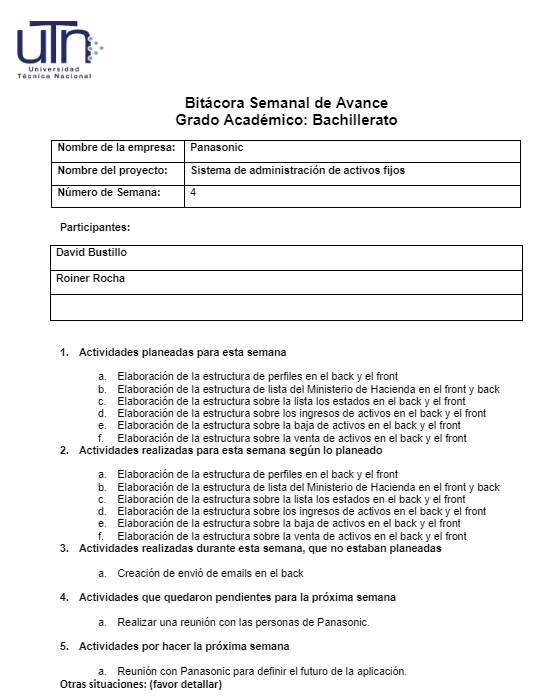 UTN
Universidad
Técnica Nacional
Bitácora Semanal de Avance
Grado Académico: Bachillerato
Nombre de la empresa: Panasonic
Nombre del proyecto: Sistema de administración de activos fijos
Número de Semana: 4
Participantes:
David Bustillo
Roiner Rocha
1. Actividades planeadas para esta semana
a. Elaboración de la estructura de perfiles en el back y el front
b. Elaboración de la estructura de lista del Ministerio de Hacienda en el front y back
c. Elaboración de la estructura sobre la lista los estados en el back y el front
d. Elaboración de la estructura sobre los ingresos de activos en el back y el front
e. Elaboración de la estructura sobre la baja de activos en el back y el front
f. Elaboración de la estructura sobre la venta de activos en el back y el front
2. Actividades realizadas para esta semana según lo planeado
a. Elaboración de la estructura de perfiles en el back y el front
b. Elaboración de la estructura de lista del Ministerio de Hacienda en el front y back
c. Elaboración de la estructura sobre la lista los estados en el back y el front
d. Elaboración de la estructura sobre los ingresos de activos en el back y el front
e. Elaboración de la estructura sobre la baja de activos en el back y el front
f. Elaboración de la estructura sobre la venta de activos en el back y el front
3. Actividades realizadas durante esta semana, que no estaban planeadas
a. Creación de envió de emails en el back
4. Actividades que quedaron pendientes para la próxima semana
a. Realizar una reunión con las personas de Panasonic.
5. Actividades por hacer la próxima semana
a. Reunión con Panasonic para definir el futuro de la aplicación.
Otras situaciones: (favor detallar)